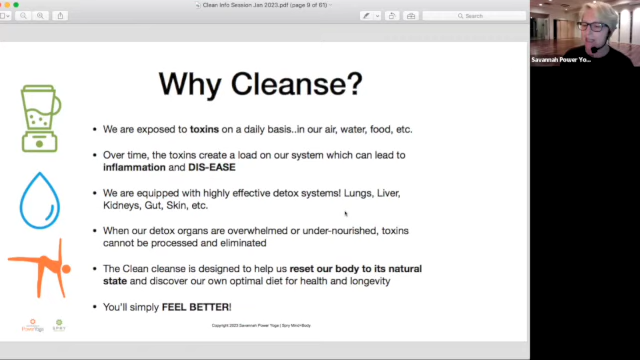 Clean Info Session Jan 2023.pdf (page 9 of 61)
Search
Savannah Power Yo...
Why Cleanse?
• We are exposed to toxins on a daily basis..in our air, water, food, etc.
• Over time, the toxins create a load on our system which can lead to
inflammation and DIS-EASE
• We are equipped with highly effective detox systems! Lungs, Liver,
Kidneys, Gut, Skin, etc.
• When our detox organs are overwhelmed or under-nourished, toxins
cannot be processed and eliminated
• The Clean cleanse is designed to help us reset our body to its natural
state and discover our own optimal diet for health and longevity
• You'll simply FEEL BETTER!
Copyright 2023 Savannah Power Yoga | Spry Mind+Body